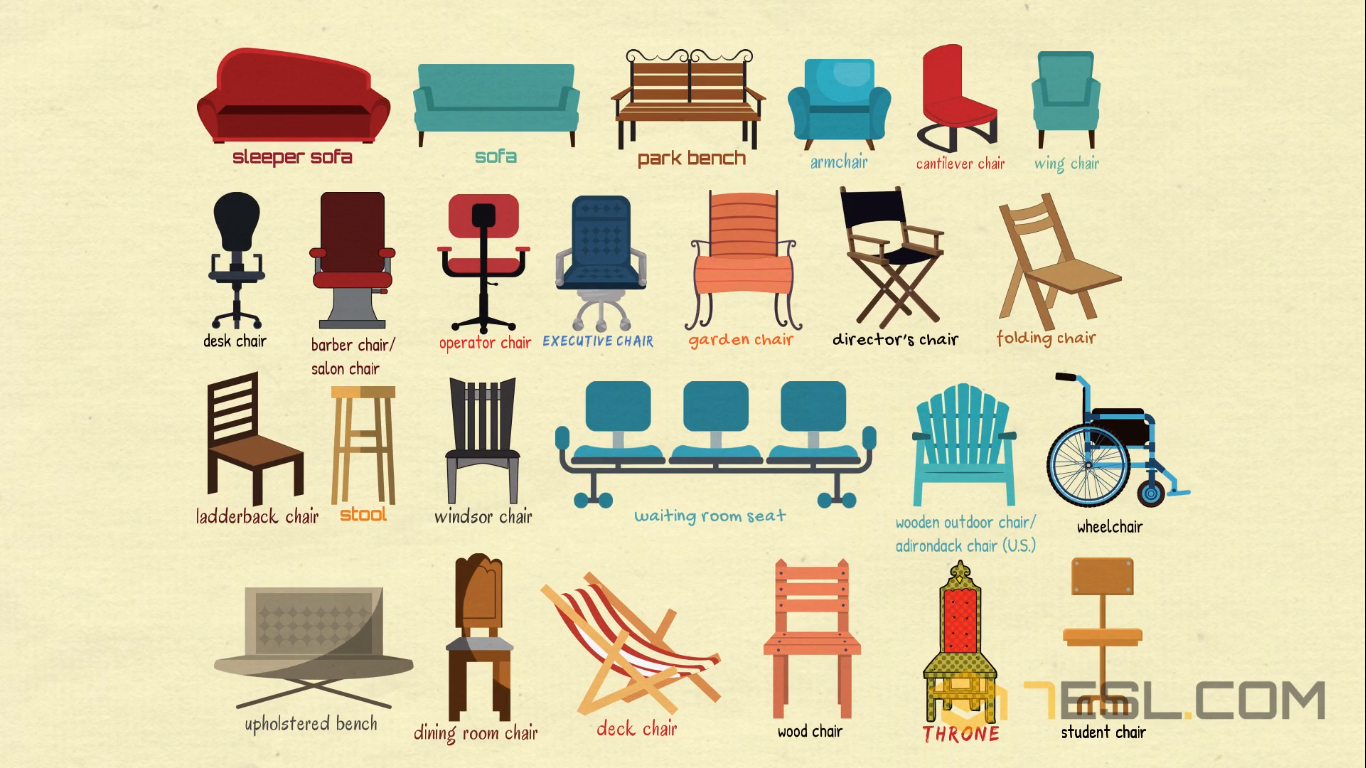 sleeper sofa
sofa
park bench
armchair
cantilever chair
wing chair
desk chair
barber chair/
salon chair
operator chair
EXECUTIVE CHAIR
garden chair
director's chair
folding chair
ladderback chair
stool
windsor chair
waiting room seat
wooden outdoor chair/
adirondack chair (U.S.)
wheelchair
upholstered bench
dining room chair
deck chair
wood chair
THRONE
student chair
7ESL.COM